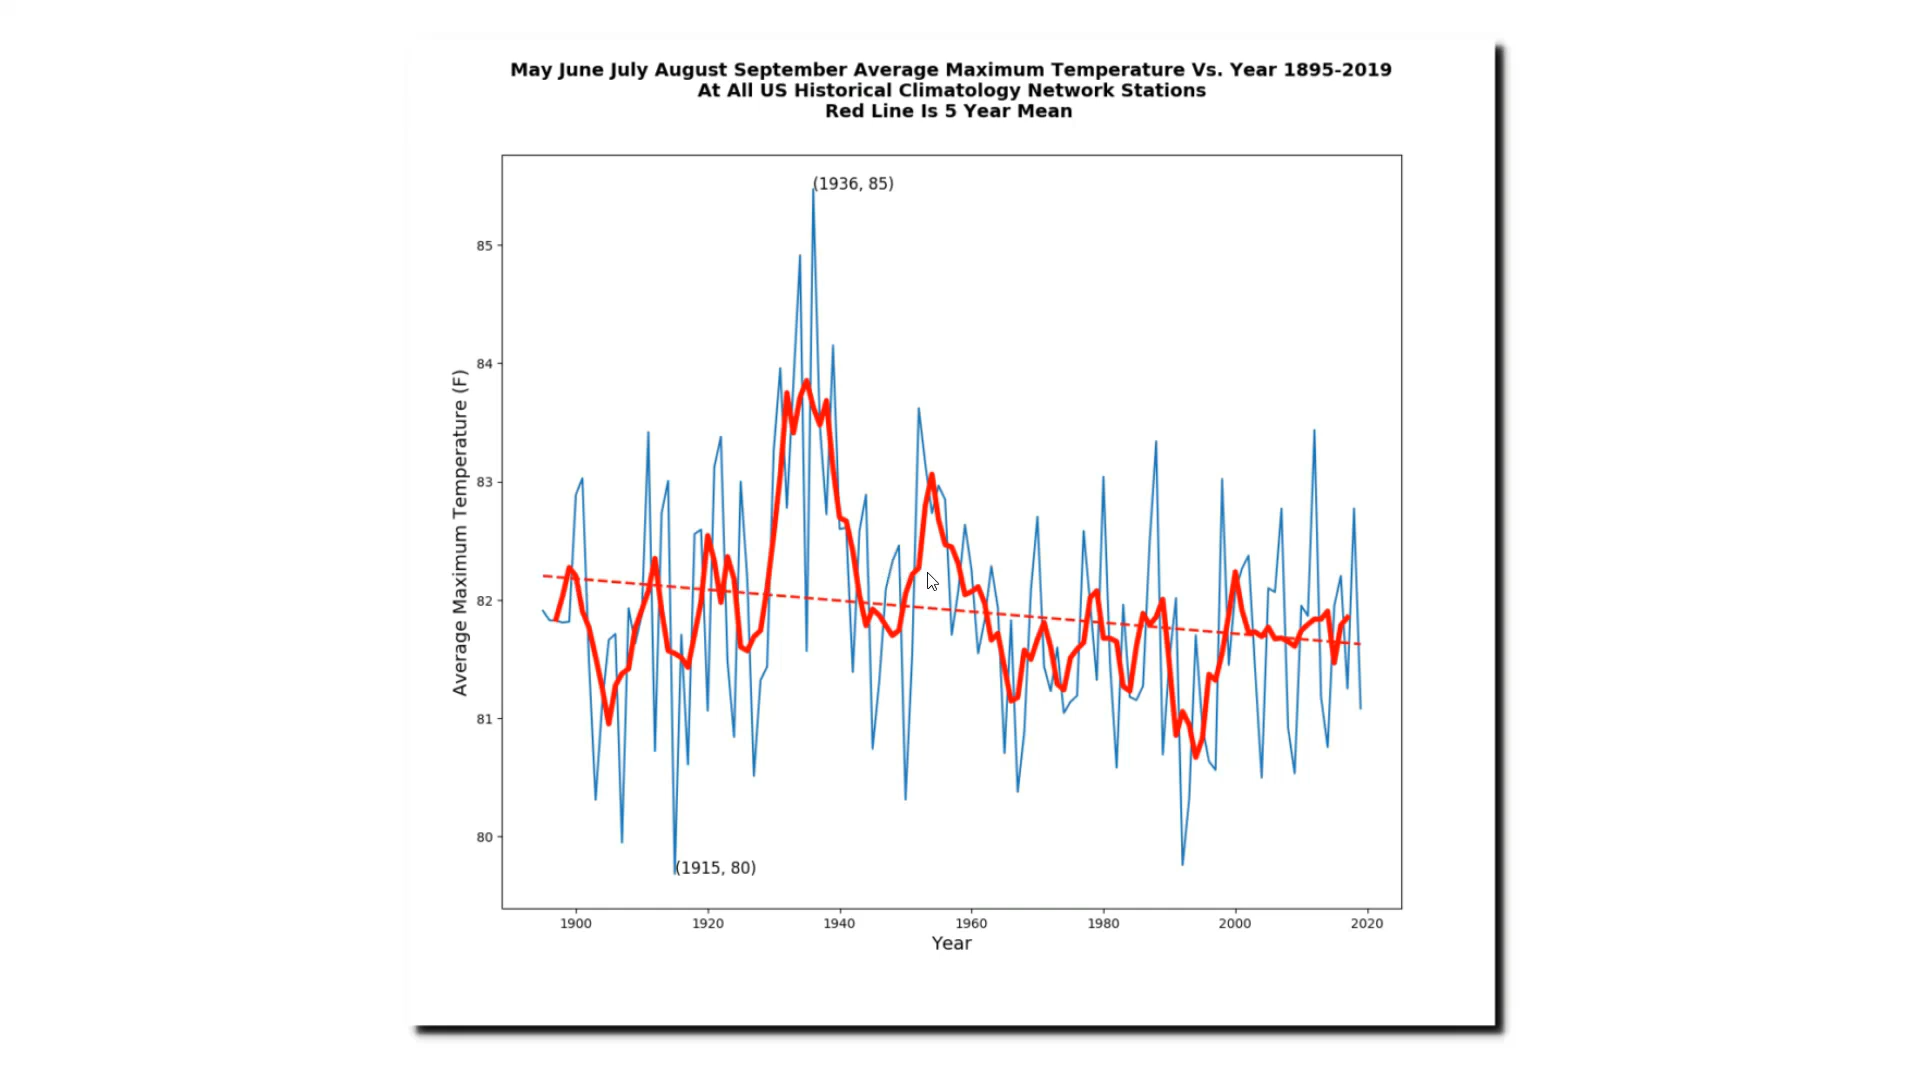 May June July August September Average Maximum Temperature Vs. Year 1895-2019
At All US Historical Climatology Network Stations
Red Line Is 5 Year Mean
(1936, 85)
85
84
83
82
81
80
Average Maximum Temperature (F)
(1915, 80)
1900 1920 1940 1960 1980 2000 2020
Year